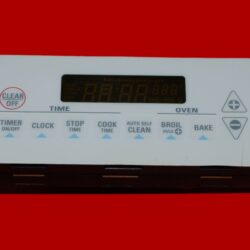 CLEAR
OFF
TIME
OVEN
TIMER
ON/OFF
CLOCK
STOP
TIME
COOK
TIME
AUTO SELF
CLEAN
BROIL
BAKE